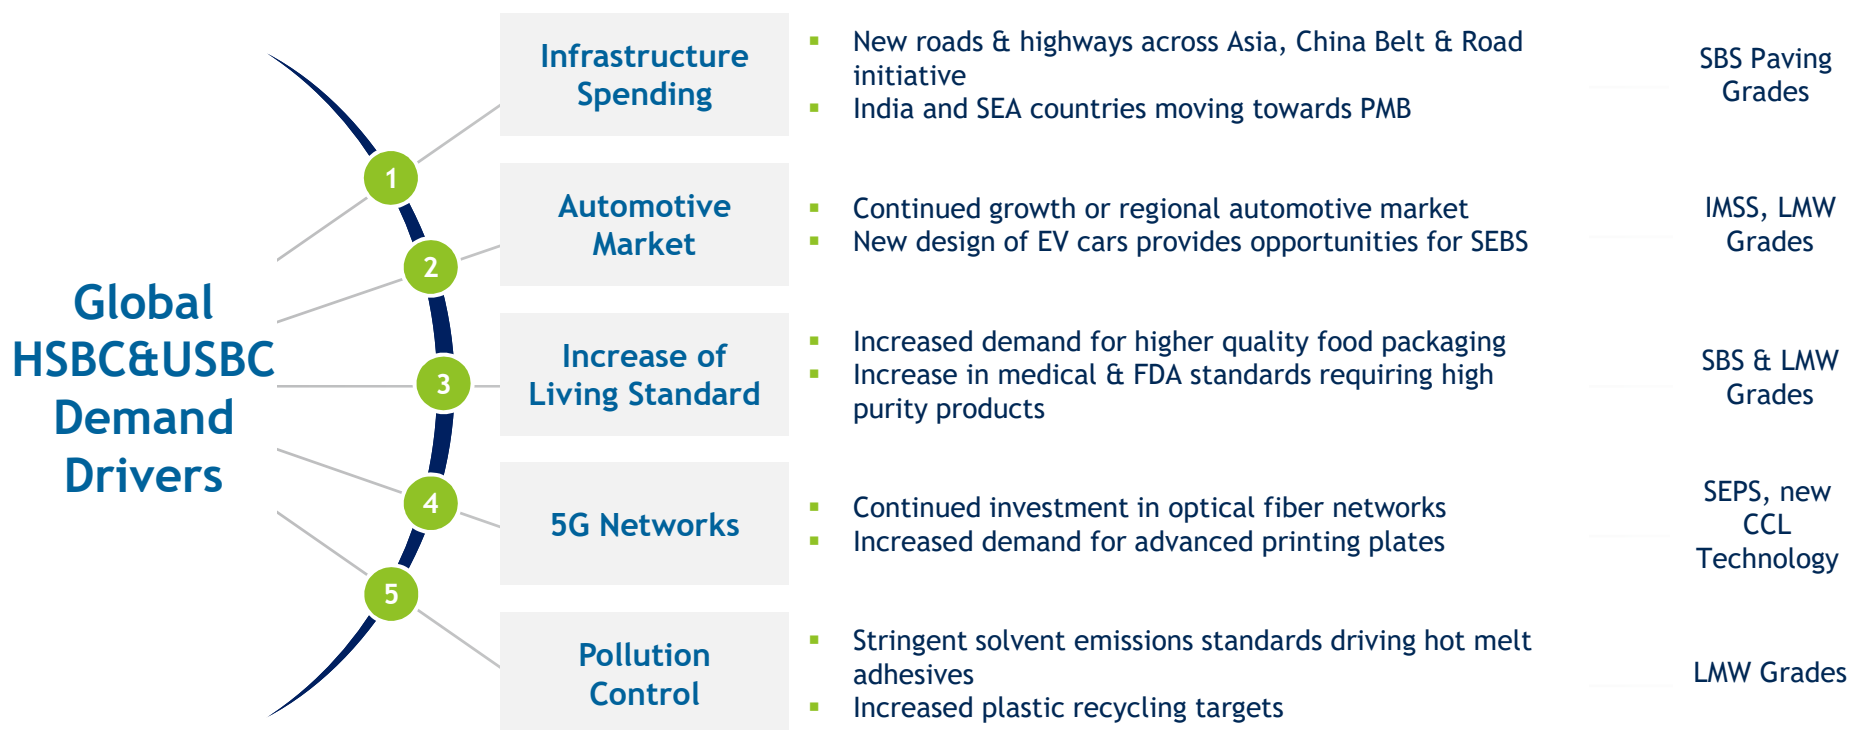 Global
HSBC&USBC
Demand
Drivers
1
Infrastructure
Spending
New roads & highways across Asia, China Belt & Road
initiative
India and SEA countries moving towards PMB
SBS Paving
Grades
2
Automotive
Market
Continued growth or regional automotive market
New design of EV cars provides opportunities for SEBS
IMSS, LMW
Grades
3
Increase of
Living Standard
Increased demand for higher quality food packaging
Increase in medical & FDA standards requiring high
purity products
SBS & LMW
Grades
4
5G Networks
Continued investment in optical fiber networks
Increased demand for advanced printing plates
SEPS, new
CCL
Technology
5
Pollution
Control
Stringent solvent emissions standards driving hot melt
adhesives
Increased plastic recycling targets
LMW Grades